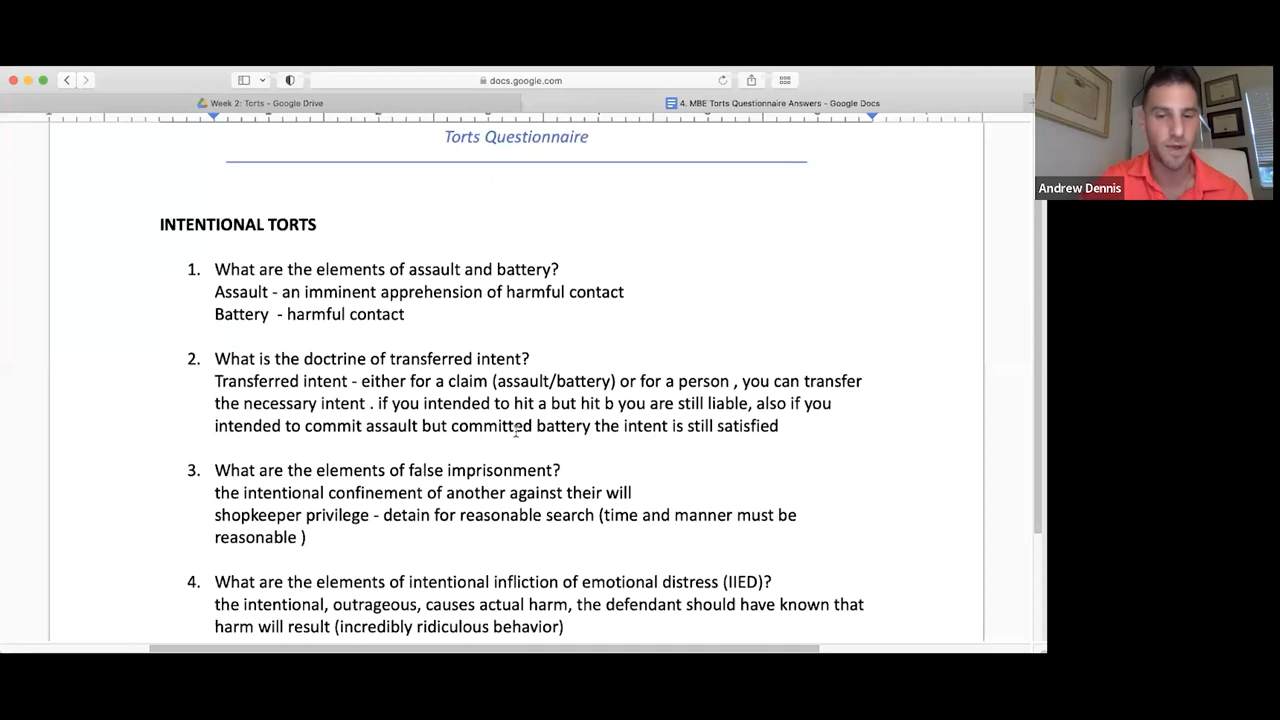 docs.google.com
Week 2: Torts - Google Drive
4. MBE Torts Questionnaire Answers - Google Docs
Andrew Dennis
Torts Questionnaire
INTENTIONAL TORTS
1. What are the elements of assault and battery?
Assault - an imminent apprehension of harmful contact
Battery  - harmful contact
2. What is the doctrine of transferred intent?
Transferred intent - either for a claim (assault/battery) or for a person , you can transfer
the necessary intent . if you intended to hit a but hit b you are still liable, also if you
intended to commit assault but committed battery the intent is still satisfied
3. What are the elements of false imprisonment?
the intentional confinement of another against their will
shopkeeper privilege - detain for reasonable search (time and manner must be
reasonable )
4. What are the elements of intentional infliction of emotional distress (IIED)?
the intentional, outrageous, causes actual harm, the defendant should have known that
harm will result (incredibly ridiculous behavior)